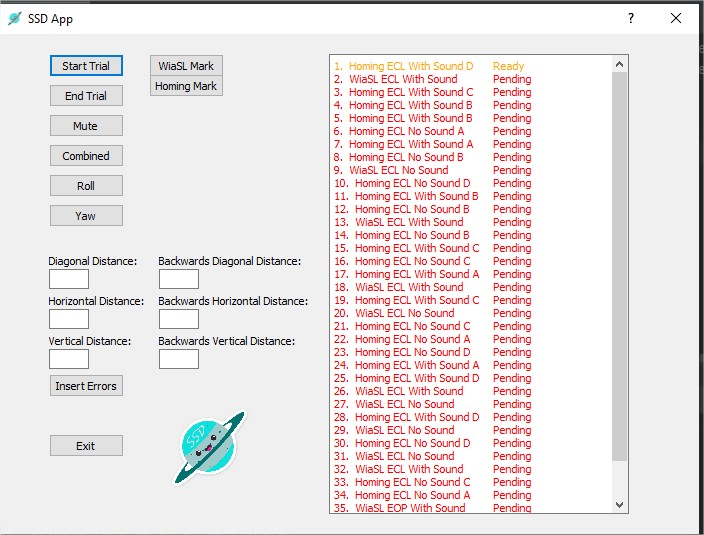 SSD App
?
Start Trial
WiaSL Mark
Homing Mark
End Trial
Mute
Combined
Roll
Yaw
Diagonal Distance:
Backwards Diagonal Distance:
Horizontal Distance:
Backwards Horizontal Distance:
Vertical Distance:
Backwards Vertical Distance:
Insert Errors
Exit
SSD
1. Homing ECL With Sound D Ready
2. WiaSL ECL With Sound Pending
3. Homing ECL With Sound C Pending
4. Homing ECL With Sound B Pending
5. Homing ECL With Sound B Pending
6. Homing ECL No Sound A Pending
7. Homing ECL With Sound A Pending
8. Homing ECL No Sound B Pending
9. WiaSL ECL No Sound Pending
10. Homing ECL No Sound D Pending
11. Homing ECL With Sound B Pending
12. Homing ECL No Sound B Pending
13. WiaSL ECL With Sound Pending
14. Homing ECL No Sound B Pending
15. Homing ECL With Sound C Pending
16. Homing ECL No Sound C Pending
17. Homing ECL With Sound A Pending
18. WiaSL ECL With Sound Pending
19. Homing ECL With Sound C Pending
20. WiaSL ECL No Sound Pending
21. Homing ECL No Sound C Pending
22. Homing ECL No Sound A Pending
23. Homing ECL No Sound D Pending
24. Homing ECL With Sound A Pending
25. Homing ECL With Sound D Pending
26. WiaSL ECL With Sound Pending
27. WiaSL ECL No Sound Pending
28. Homing ECL With Sound D Pending
29. WiaSL ECL No Sound Pending
30. Homing ECL No Sound D Pending
31. WiaSL ECL No Sound Pending
32. WiaSL ECL With Sound Pending
33. Homing ECL No Sound C Pending
34. Homing ECL No Sound A Pending
35. WiaSL EOP With Sound Pending